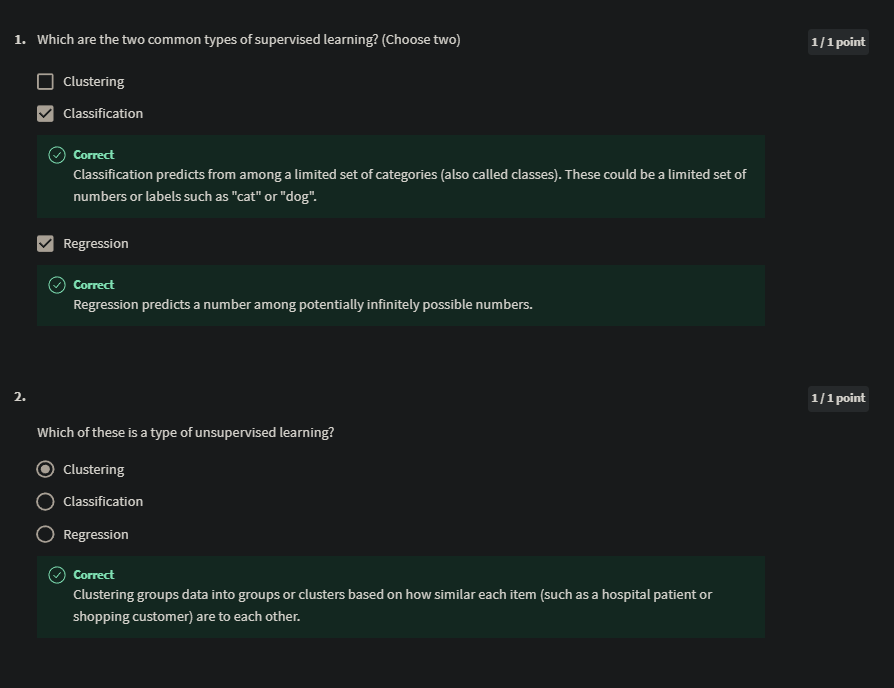 1. Which are the two common types of supervised learning? (Choose two)
1 / 1 point
Clustering
Classification
Correct
Classification predicts from among a limited set of categories (also called classes). These could be a limited set of
numbers or labels such as "cat" or "dog".
Regression
Correct
Regression predicts a number among potentially infinitely possible numbers.
2.
1 / 1 point
Which of these is a type of unsupervised learning?
Clustering
Classification
Regression
Correct
Clustering groups data into groups or clusters based on how similar each item (such as a hospital patient or
shopping customer) are to each other.